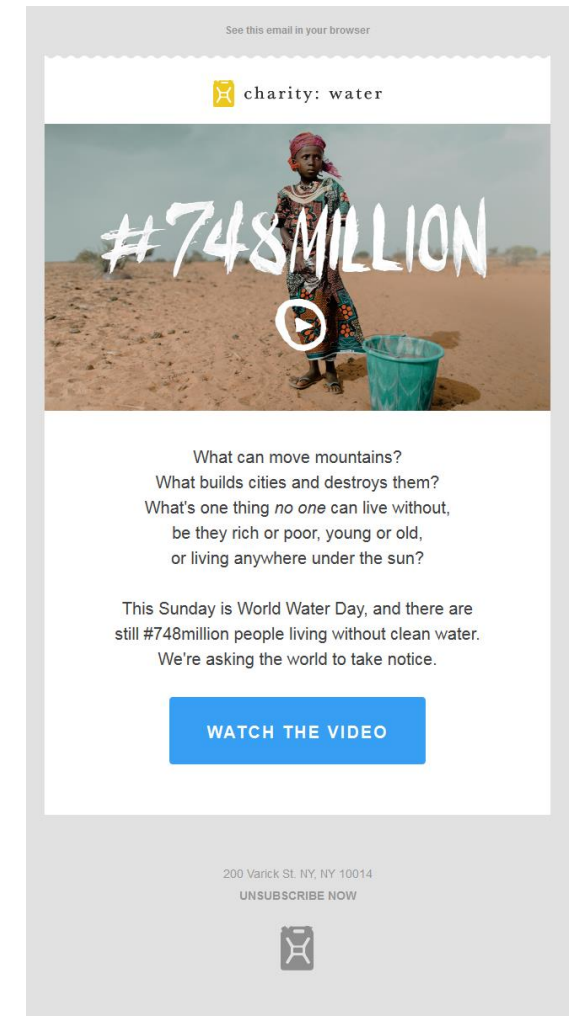 See this email in your browser
charity: water
#748MILLION
What can move mountains?
What builds cities and destroys them?
What's one thing no one can live without,
be they rich or poor, young or old,
or living anywhere under the sun?
This Sunday is World Water Day, and there are
still #748million people living without clean water.
We're asking the world to take notice.
WATCH THE VIDEO
200 Varick St. NY, NY 10014
UNSUBSCRIBE NOW